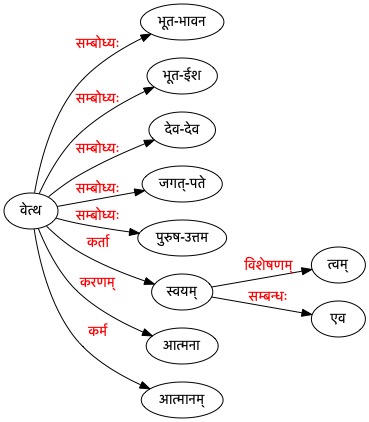 भूत-भावन
सम्बोध्यः
भूत-ईश
सम्बोध्यः
देव-देव
सम्बोध्यः
जगत्-पते
सम्बोध्यः
सम्बोध्यः
वेत्थ
पुरुष-उत्तम
कर्ता
विशेषणम्
त्वम्
करणम्
स्वयम्
सम्बन्धः
एव
कर्म
आत्मना
आत्मानम्